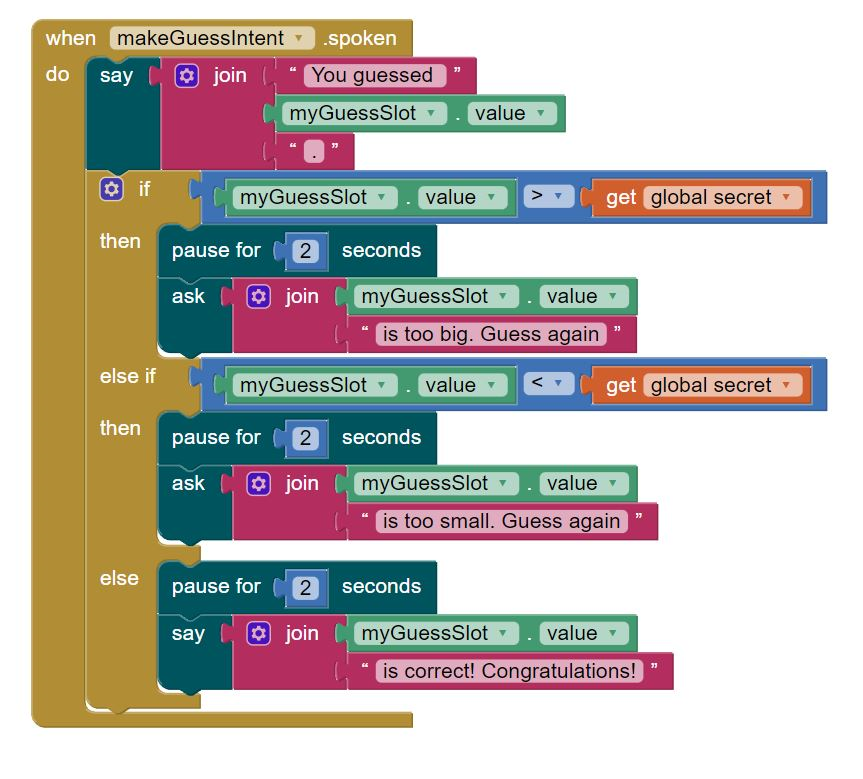 when makeGuessIntent .spoken
do say join “ You guessed ”
myGuessSlot . value
“ . ”
if myGuessSlot . value > get global secret
then pause for 2 seconds
ask join myGuessSlot . value
“ is too big. Guess again ”
else if myGuessSlot . value < get global secret
then pause for 2 seconds
ask join myGuessSlot . value
“ is too small. Guess again ”
else pause for 2 seconds
say join myGuessSlot . value
“ is correct! Congratulations! ”